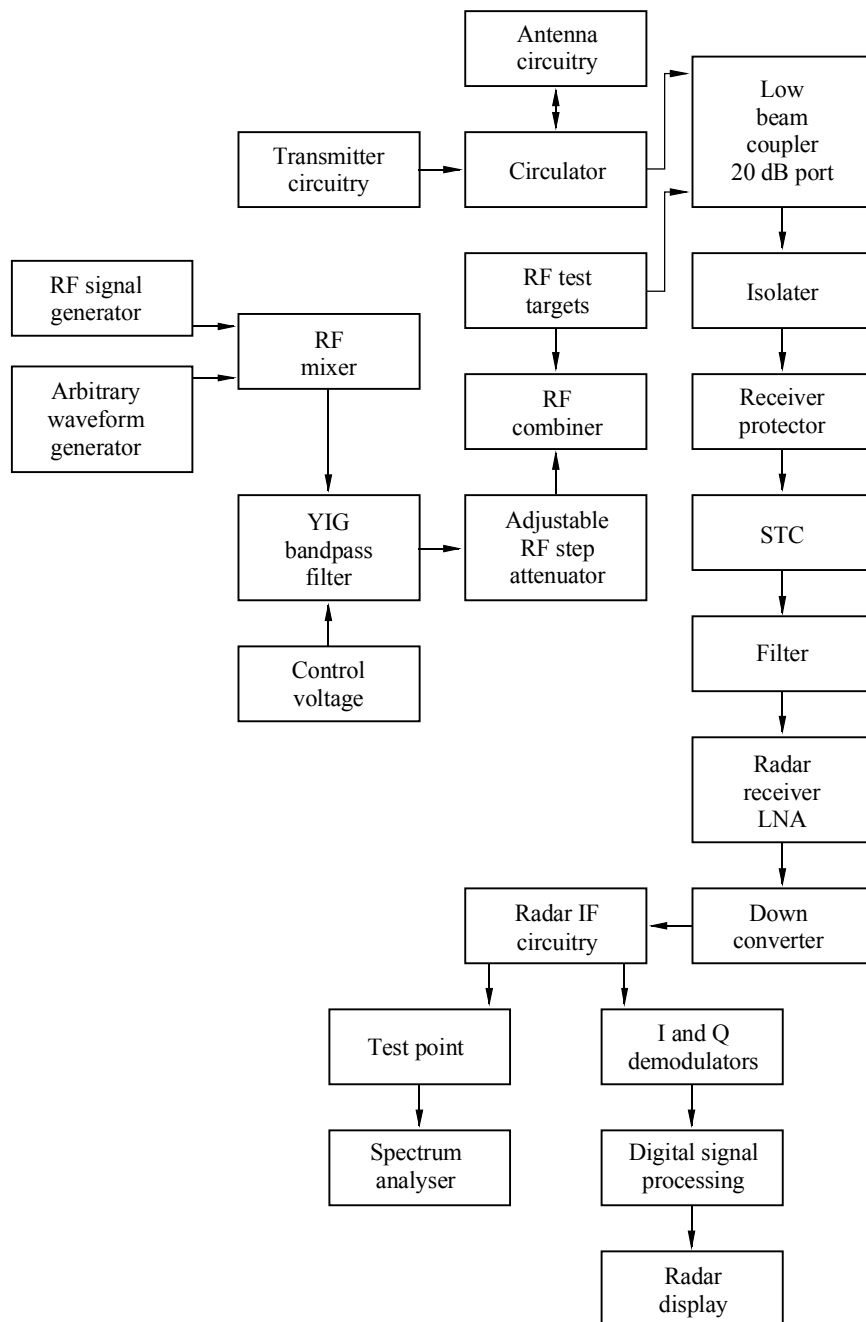 Antenna
circuitry
Low
beam
coupler
20 dB port
Transmitter
circuitry
Circulator
RF signal
generator
RF test
targets
Isolater
RF
mixer
Arbitrary
waveform
generator
RF
combiner
Receiver
protector
YIG
bandpass
filter
Adjustable
RF step
attenuator
STC
Control
voltage
Filter
Radar
receiver
LNA
Radar IF
circuitry
Down
converter
Test point
I and Q
demodulators
Spectrum
analyser
Digital signal
processing
Radar
display